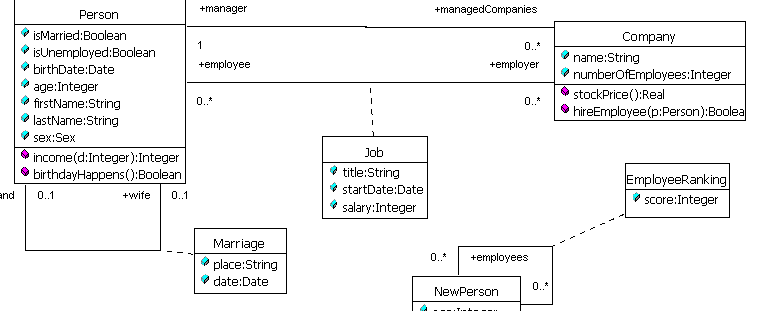 Person
isMarried:Boolean
isUnemployed:Boolean
birthDate:Date
age:Integer
firstName:String
lastName:String
sex:Sex
income(d:Integer):Integer
birthdayHappens():Boolean
+manager
+managedCompanies
1
0..*
+employee
+employer
0..*
0..*
Company
name:String
numberOfEmployees:Integer
stockPrice():Real
hireEmployee(p:Person):Boolea
Job
title:String
startDate:Date
salary:Integer
and
0..1
+wife
0..1
Marriage
place:String
date:Date
EmployeeRanking
score:Integer
0..*
+employees
0..*
NewPerson